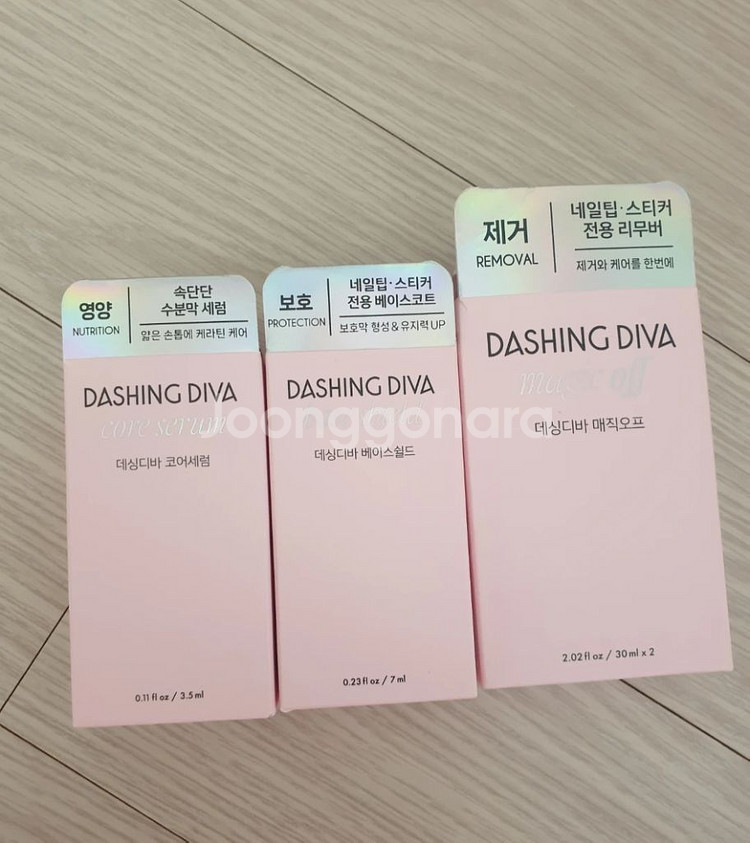 영양
NUTRITION
속단단
수분막 세럼
얇은 손톱에 케라틴 케어
DASHING DIVA
core serum
데싱디바 코어세럼
0.11 fl oz / 3.5 ml
보호
PROTECTION
네일팁·스티커
전용 베이스코트
보호막 형성 & 유지력 UP
DASHING DIVA
데싱디바 베이스쉴드
0.23 fl oz / 7 ml
제거
REMOVAL
네일팁·스티커
전용 리무버
제거와 케어를 한번에
DASHING DIVA
magic off
데싱디바 매직오프
2.02 fl oz / 30 ml x 2
Joonggonara